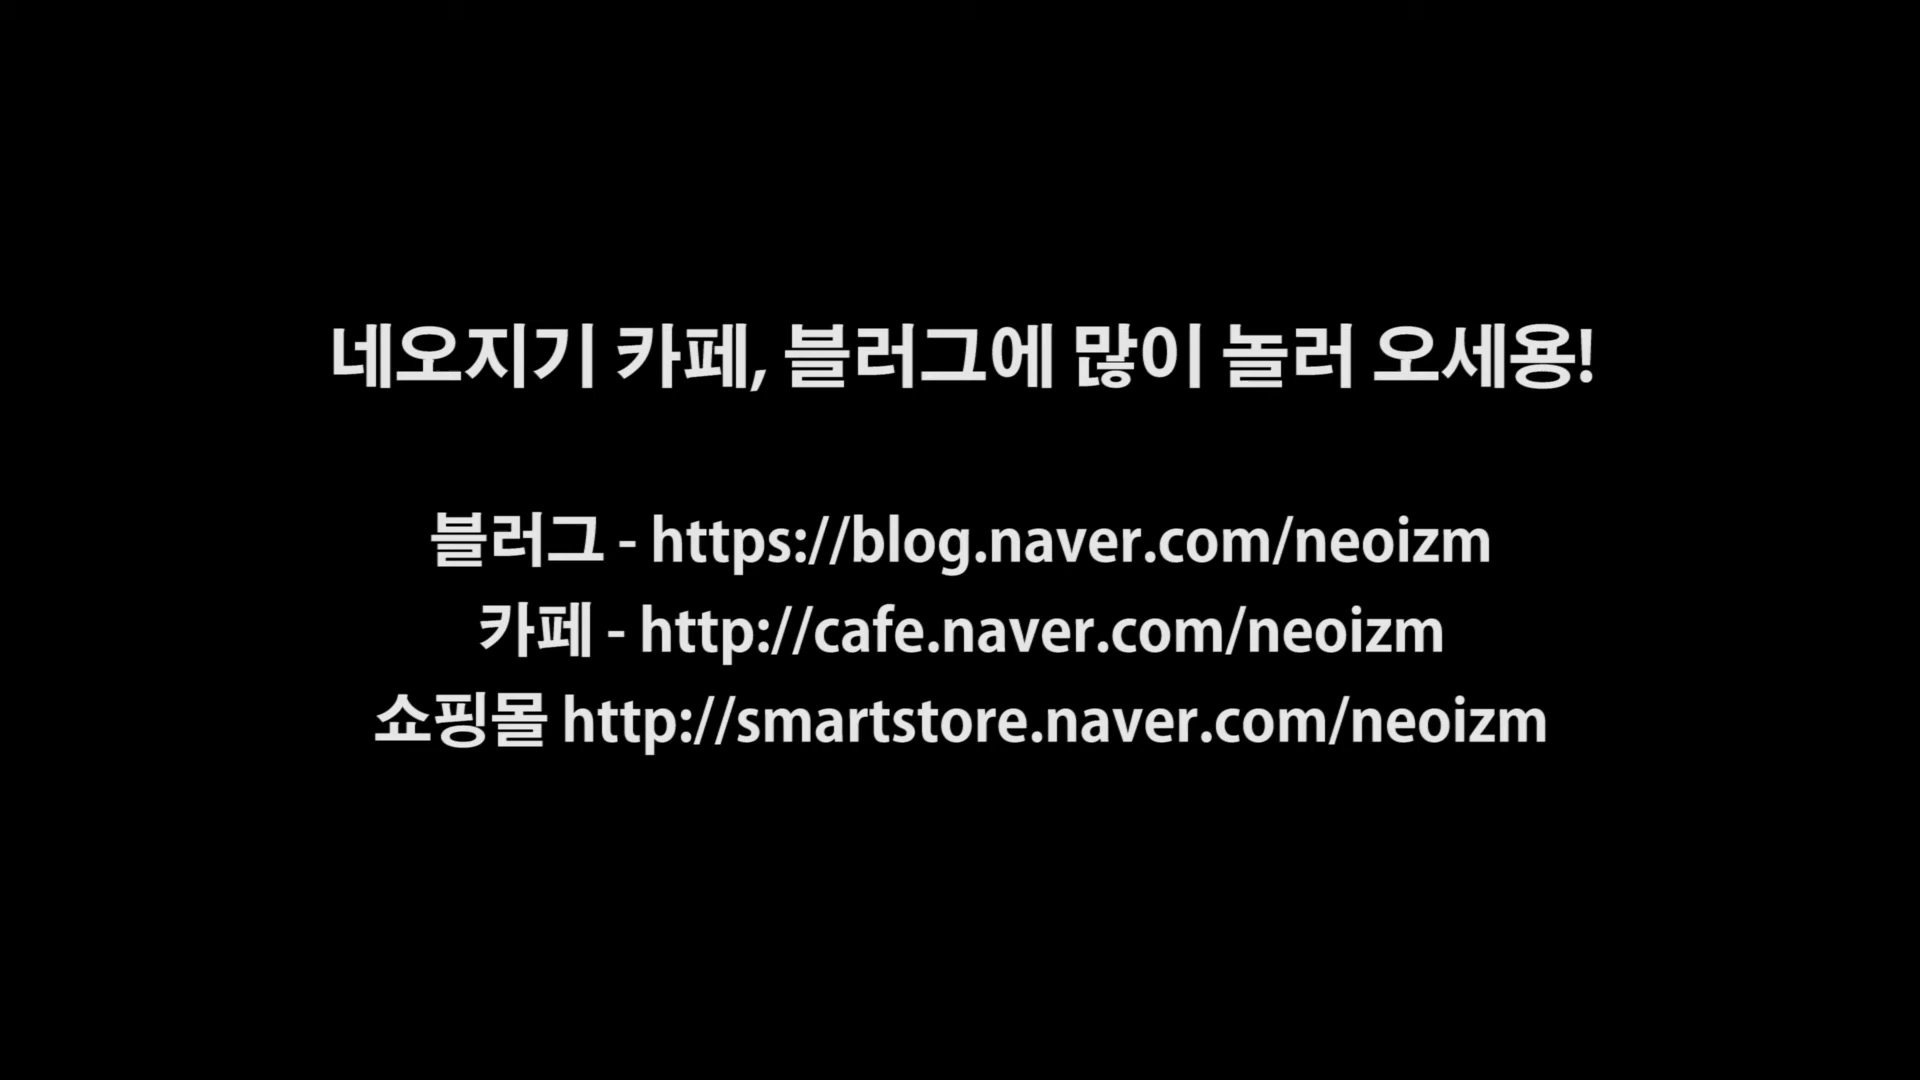 네오지기 카페, 블러그에 많이 놀러 오세용!
블러그 - https://blog.naver.com/neoizm
카페 - http://cafe.naver.com/neoizm
쇼핑몰 http://smartstore.naver.com/neoizm